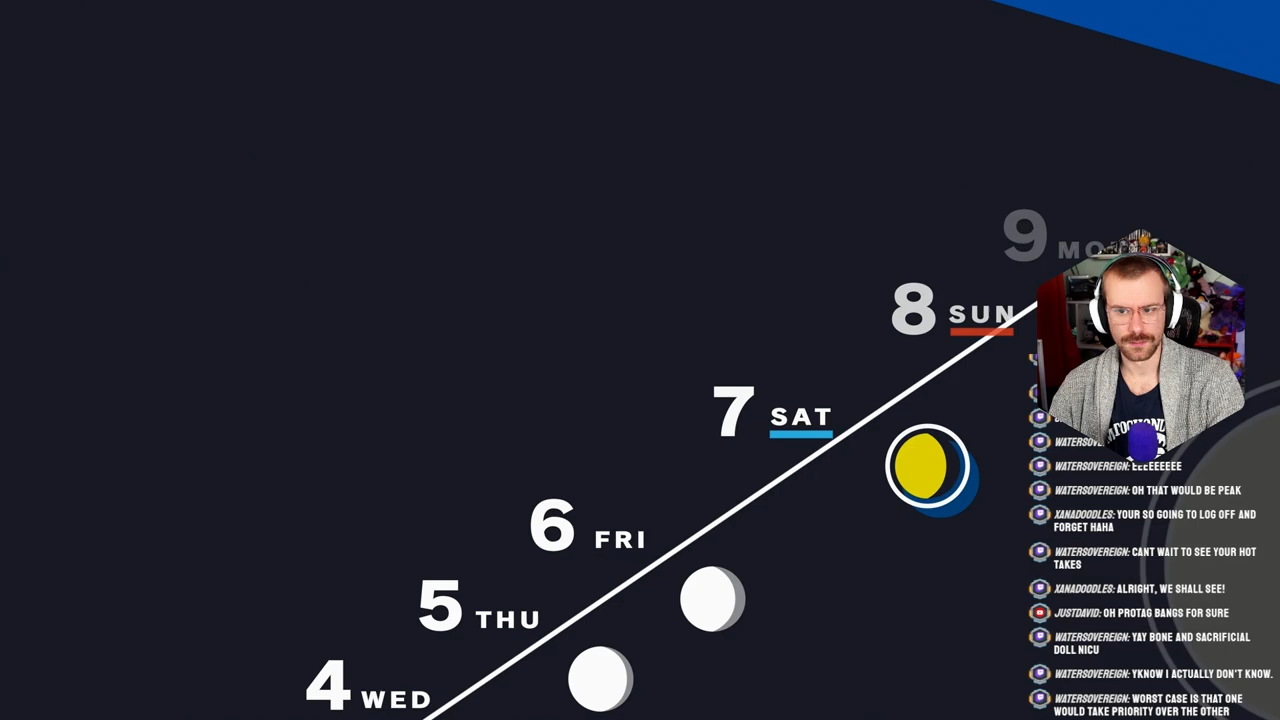 9 MO
8 SUN
7 SAT
6 FRI
5 THU
4 WED
WATERSOVEREIGN: EEEEEEEE
WATERSOVEREIGN: OH THAT WOULD BE PEAK
XANADOODLES: YOUR SO GOING TO LOG OFF AND
FORGET HAHA
WATERSOVEREIGN: CANT WAIT TO SEE YOUR HOT
TAKES
XANADOODLES: ALRIGHT, WE SHALL SEE!
JUSTDAVID: OH PROTAG BANGS FOR SURE
WATERSOVEREIGN: YAY BONE AND SACRIFICIAL
DOLL NICU
WATERSOVEREIGN: YKNOW I ACTUALLY DON'T KNOW.
WATERSOVEREIGN: WORST CASE IS THAT ONE
WOULD TAKE PRIORITY OVER THE OTHER